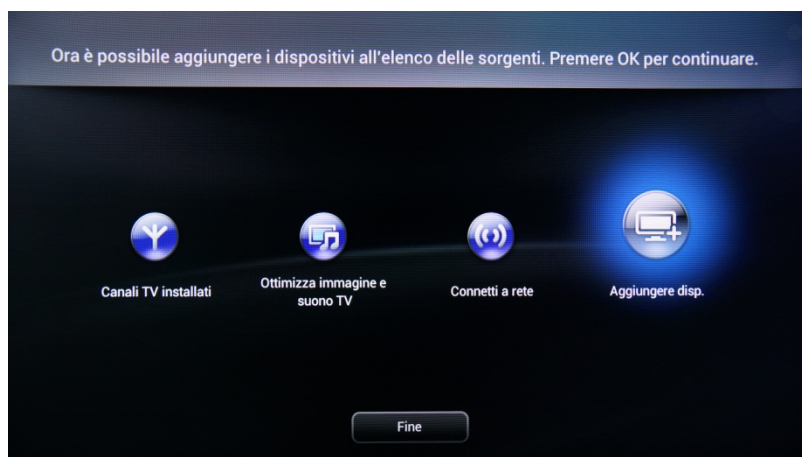 Ora è possibile aggiungere i dispositivi all'elenco delle sorgenti. Premere OK per continuare.
Canali TV installati
Ottimizza immagine e
suono TV
Connetti a rete
Aggiungere disp.
Fine